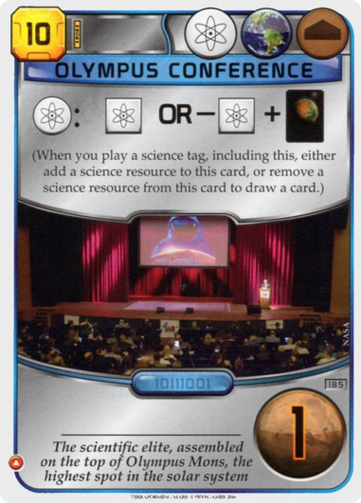 10
OLYMPUS CONFERENCE
: OR − +
(When you play a science tag, including this, either
add a science resource to this card, or remove a
science resource from this card to draw a card.)
NASA
10111001
185
1
The scientific elite, assembled
on the top of Olympus Mons, the
highest spot in the solar system